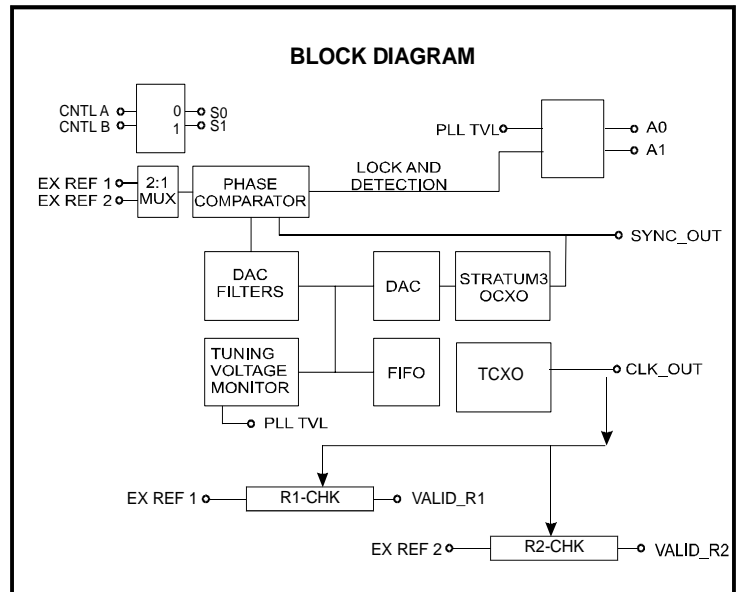 BLOCK DIAGRAM
CNTL A
CNTL B
0
1
S0
S1
PLL TVL
A0
A1
EX REF 1
EX REF 2
2:1
MUX
PHASE
COMPARATOR
LOCK AND
DETECTION
SYNC_OUT
DAC
FILTERS
DAC
STRATUM3
OCXO
TUNING
VOLTAGE
MONITOR
FIFO
TCXO
CLK_OUT
PLL TVL
EX REF 1
R1-CHK
VALID_R1
EX REF 2
R2-CHK
VALID_R2